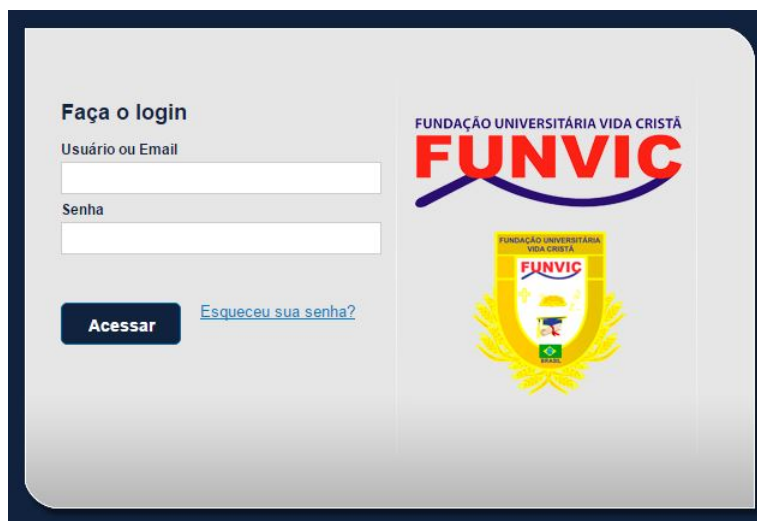 Faça o login
Usuário ou Email
Senha
Acessar
Esqueceu sua senha?
FUNDAÇÃO UNIVERSITÁRIA VIDA CRISTÃ
FUNVIC
FUNDAÇÃO UNIVERSITÁRIA
VIDA CRISTÃ
FUNVIC
BRASIL